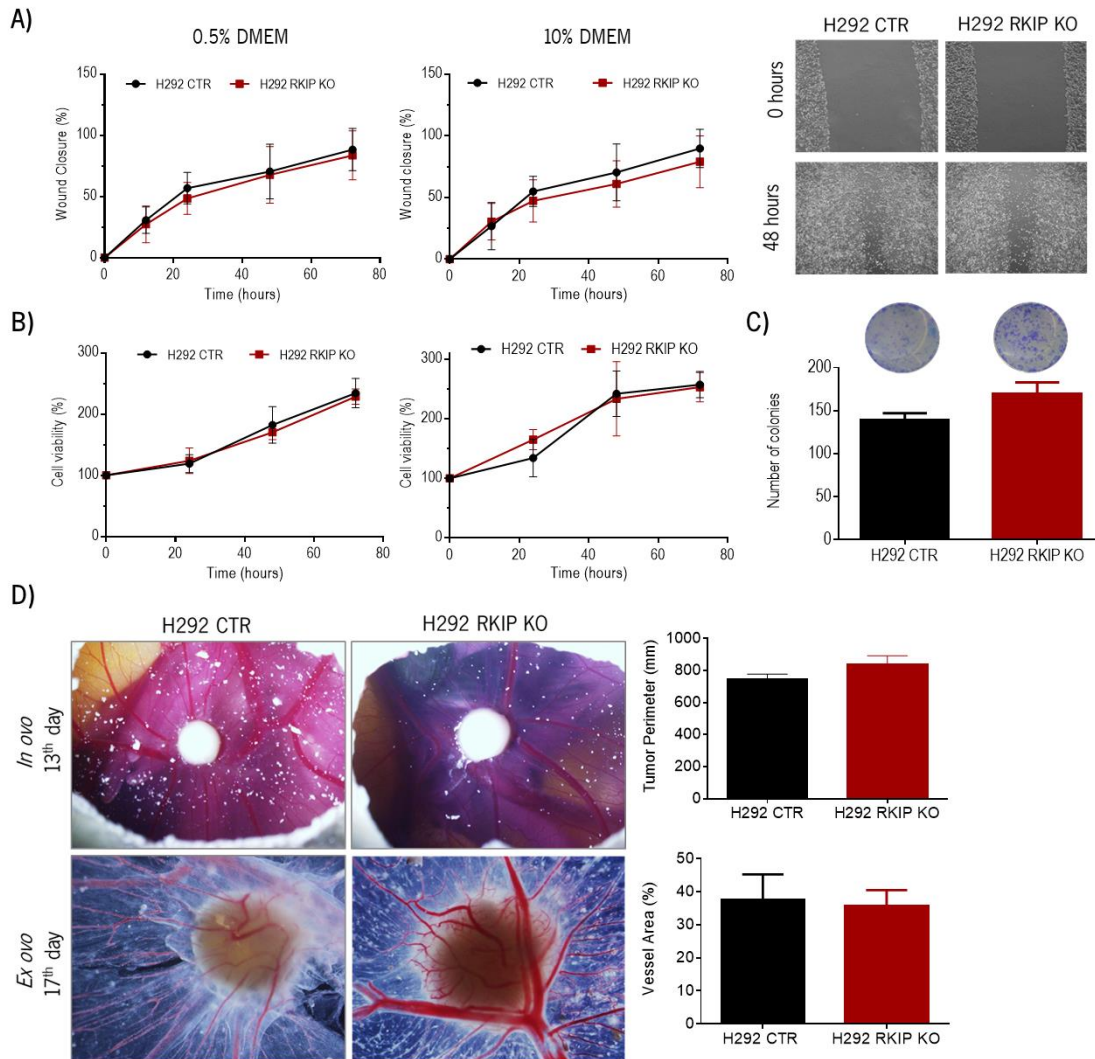 A)
0.5% DMEM
10% DMEM
H292 CTR H292 RKIP KO
H292 CTR H292 RKIP KO
H292 CTR H292 RKIP KO
Wound Closure (%)
150
100
50
0
0 20 40 60 80
Time (hours)
Wound Closure (%)
150
100
50
0
0 20 40 60 80
Time (hours)
0 hours
48 hours
B)
H292 CTR H292 RKIP KO
Cell viability (%)
300
200
100
0
0 20 40 60 80
Time (hours)
H292 CTR H292 RKIP KO
Cell viability (%)
300
200
100
0
0 20 40 60 80
Time (hours)
C)
Number of colonies
200
150
100
50
0
H292 CTR H292 RKIP KO
D)
H292 CTR H292 RKIP KO
In ovo
13th day
Ex ovo
17th day
Tumor Perimeter (mm)
1000
800
600
400
200
0
H292 CTR H292 RKIP KO
Vessel Area (%)
50
40
30
20
10
0
H292 CTR H292 RKIP KO